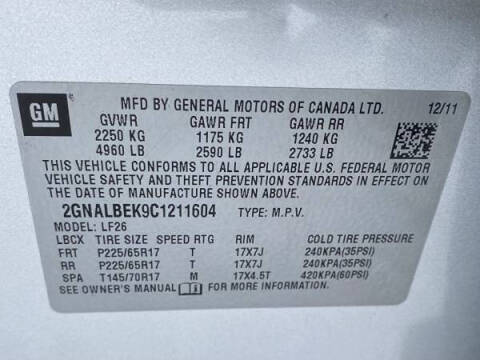 GM
MFD BY GENERAL MOTORS OF CANADA LTD. 12/11
GVWR GAWR FRT GAWR RR
2250 KG 1175 KG 1240 KG
4960 LB 2590 LB 2733 LB
THIS VEHICLE CONFORMS TO ALL APPLICABLE U.S. FEDERAL MOTOR
VEHICLE SAFETY AND THEFT PREVENTION STANDARDS IN EFFECT ON
THE DATE OF MANUFACTURE SHOWN ABOVE.
2GNALBEK9C1211604 TYPE: M.P.V.
MODEL: LF26
LBCX TIRE SIZE SPEED RTG RIM COLD TIRE PRESSURE
FRT P225/65R17 T 17X7J 240KPA(35PSI)
RR P225/65R17 T 17X7J 240KPA(35PSI)
SPA T145/70R17 M 17X4.5T 420KPA(60PSI)
SEE OWNER'S MANUAL FOR MORE INFORMATION.